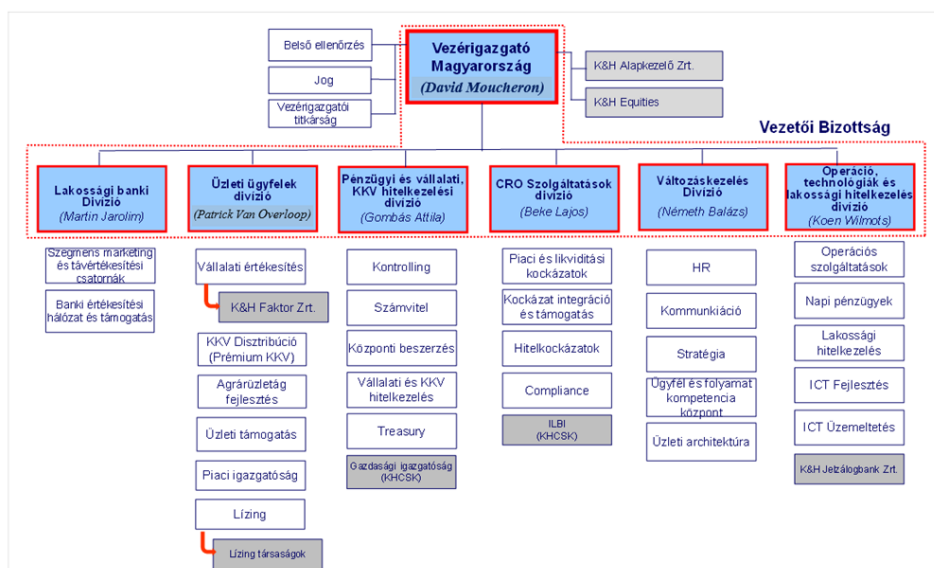 Belső ellenőrzés
Jog
Vezérigazgatói
titkárság
Vezérigazgató
Magyarország
(David Moucheron)
K&H Alapkezelő Zrt.
K&H Equities
Vezetői Bizottság
Lakossági banki
Divízió
(Martin Jarolim)
Üzleti ügyfelek
divízió
(Patrick Van Overloop)
Pénzügyi és vállalati,
KKV hitelkezelési
divízió
(Gombás Attila)
CRO Szolgáltatások
divízió
(Beke Lajos)
Változáskezelés
Divízió
(Németh Balázs)
Operáció,
technológiák és
lakossági hitelkezelés
divízió
(Koen Wilmots)
Szegmens marketing
és távértékesítési
csatornák
Banki értékesítési
hálózat és támogatás
Vállalati értékesítés
K&H Faktor Zrt.
KKV Disztribúció
(Prémium KKV)
Agrárüzletág
fejlesztés
Üzleti támogatás
Piaci igazgatóság
Lízing
Lízing társaságok
Kontrolling
Számvitel
Központi beszerzés
Vállalati és KKV
hitelkezelés
Treasury
Gazdasági igazgatóság
(KHCSK)
Piaci és likviditási
kockázatok
Kockázat integráció
és támogatás
Hitelkockázatok
Compliance
ILBI
(KHCSK)
HR
Kommunkiáció
Stratégia
Ügyfél és folyamat
kompetencia
központ
Üzleti architektúra
Operációs
szolgáltatások
Napi pénzügyek
Lakossági
hitelkezelés
ICT Fejlesztés
ICT Üzemeltetés
K&H Jelzálogbank Zrt.